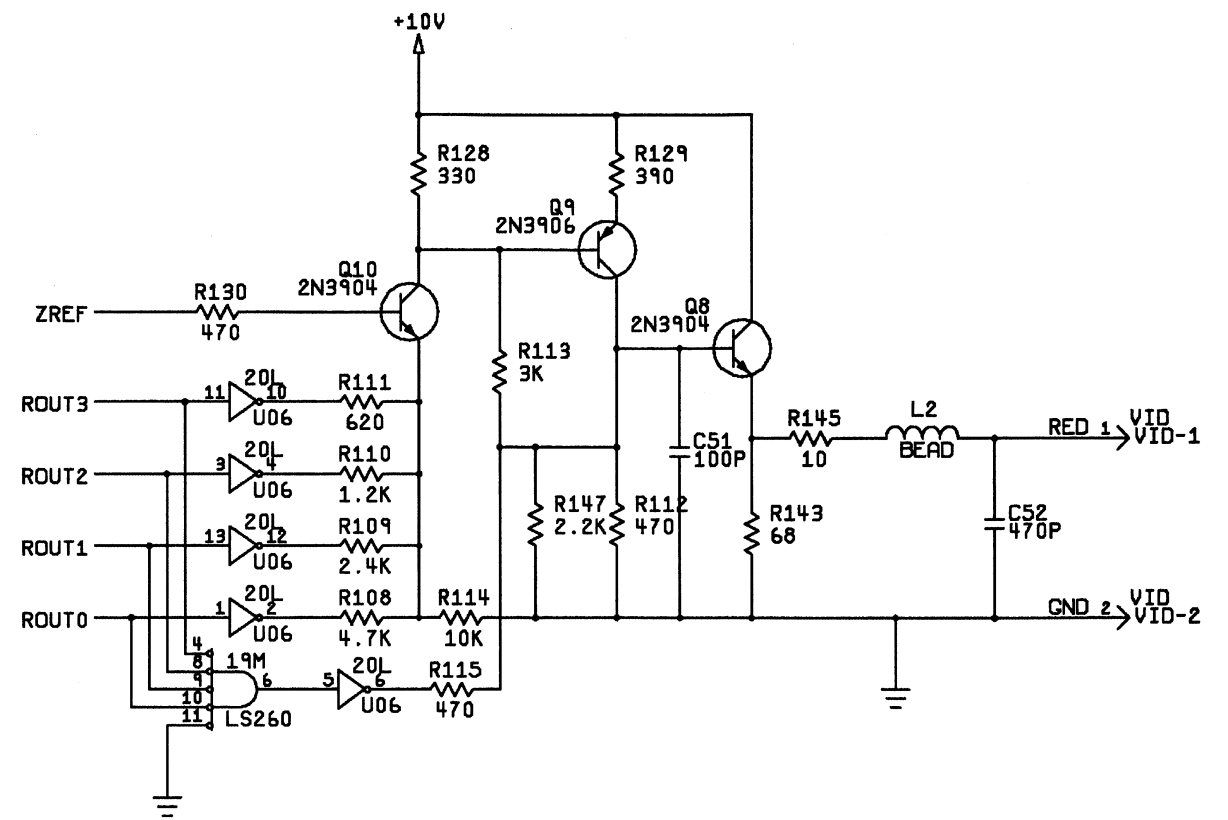 +10V
R128
330
R129
390
Q9
2N3906
Q10
2N3904
ZREF
R130
470
Q8
2N3904
R113
3K
ROUT3
11
20L
10
U06
R111
620
R145
10
L2
BEAD
RED 1
VID
VID-1
C51
100P
ROUT2
3
20L
4
U06
R110
1.2K
R147
2.2K
R112
470
R143
68
C52
470P
ROUT1
13
20L
12
U06
R109
2.4K
ROUT0
1
20L
2
U06
R108
4.7K
R114
10K
GND 2
VID
VID-2
4
8
9
10
11
19M
6
LS260
5
20L
6
U06
R115
470